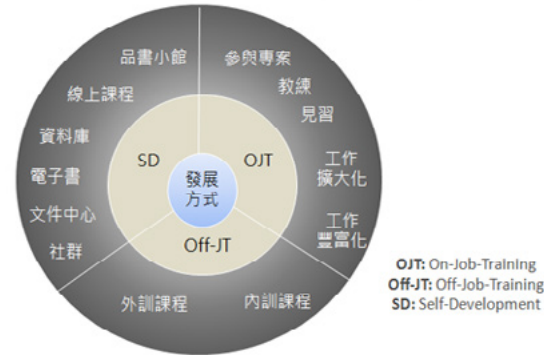 品書小館
線上課程
資料庫
電子書
文件中心
社群
SD
參與專案
教練
見習
工作
擴大化
工作
豐富化
OJT
發展
方式
Off-JT
外訓課程
內訓課程
OJT: On-Job-Training
Off-JT: Off-Job-Training
SD: Self-Development